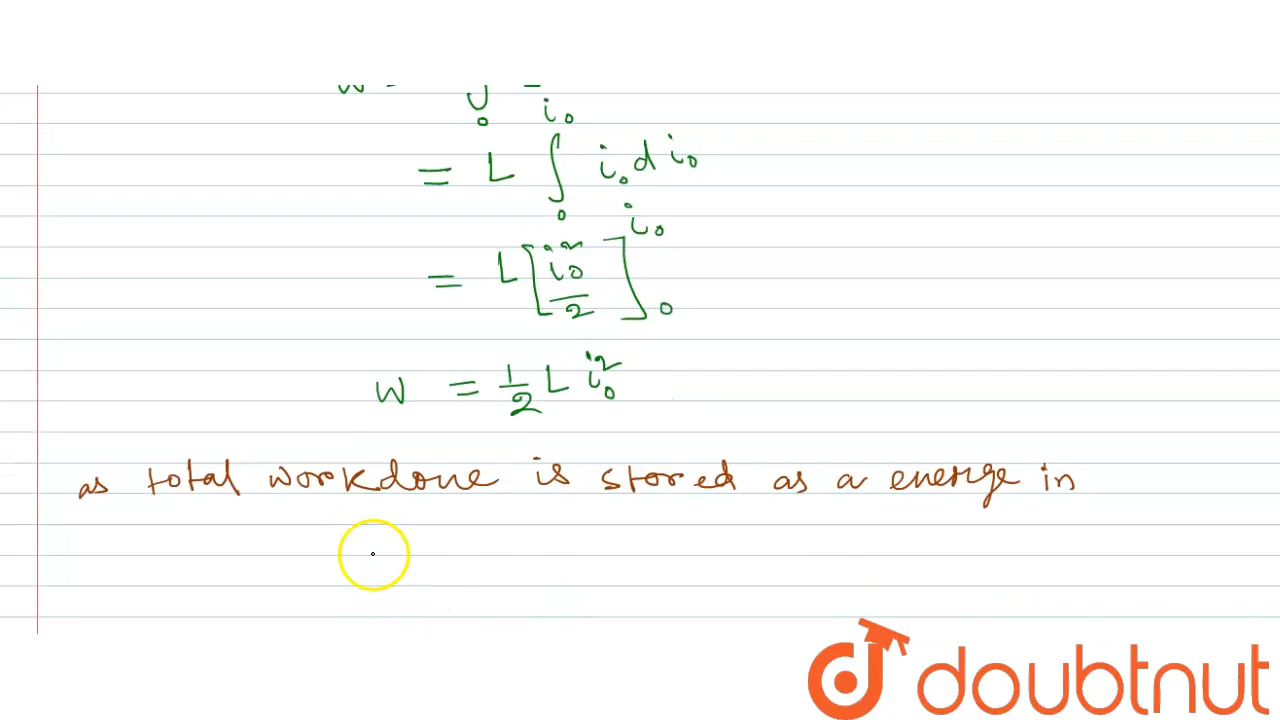 i₀
= L ∫₀ i₀ d i₀
= L [i₀²/2]₀^i₀
W = 1/2 L i₀²
as total workdone is stored as a energe in
doubtnut